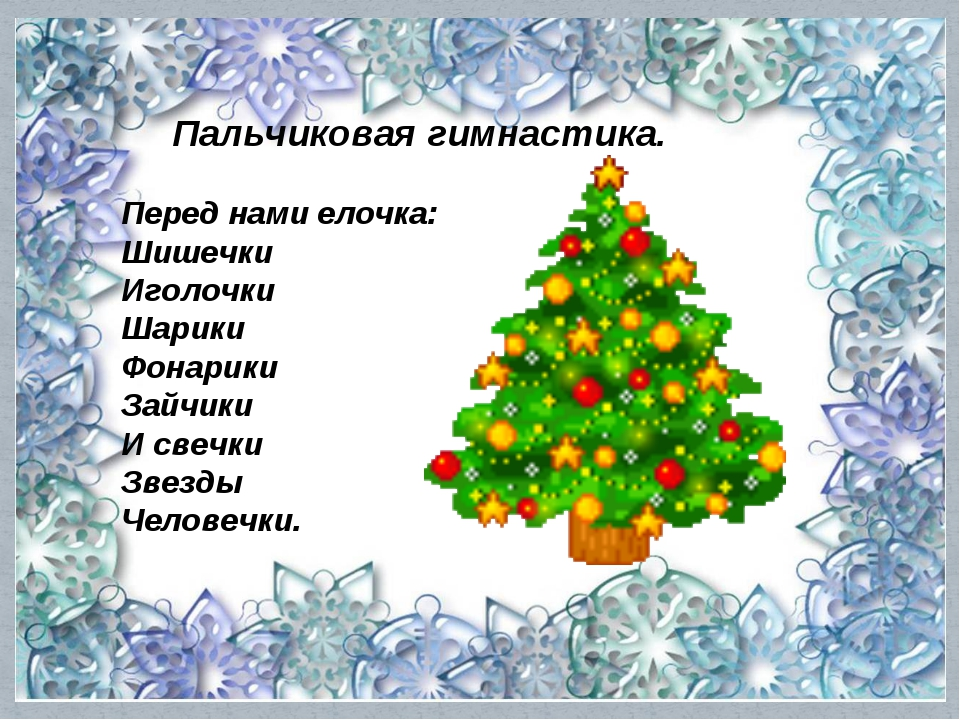 Пальчиковая гимнастика.
Перед нами елочка:
Шишечки
Иголочки
Шарики
Фонарики
Зайчики
И свечки
Звезды
Человечки.